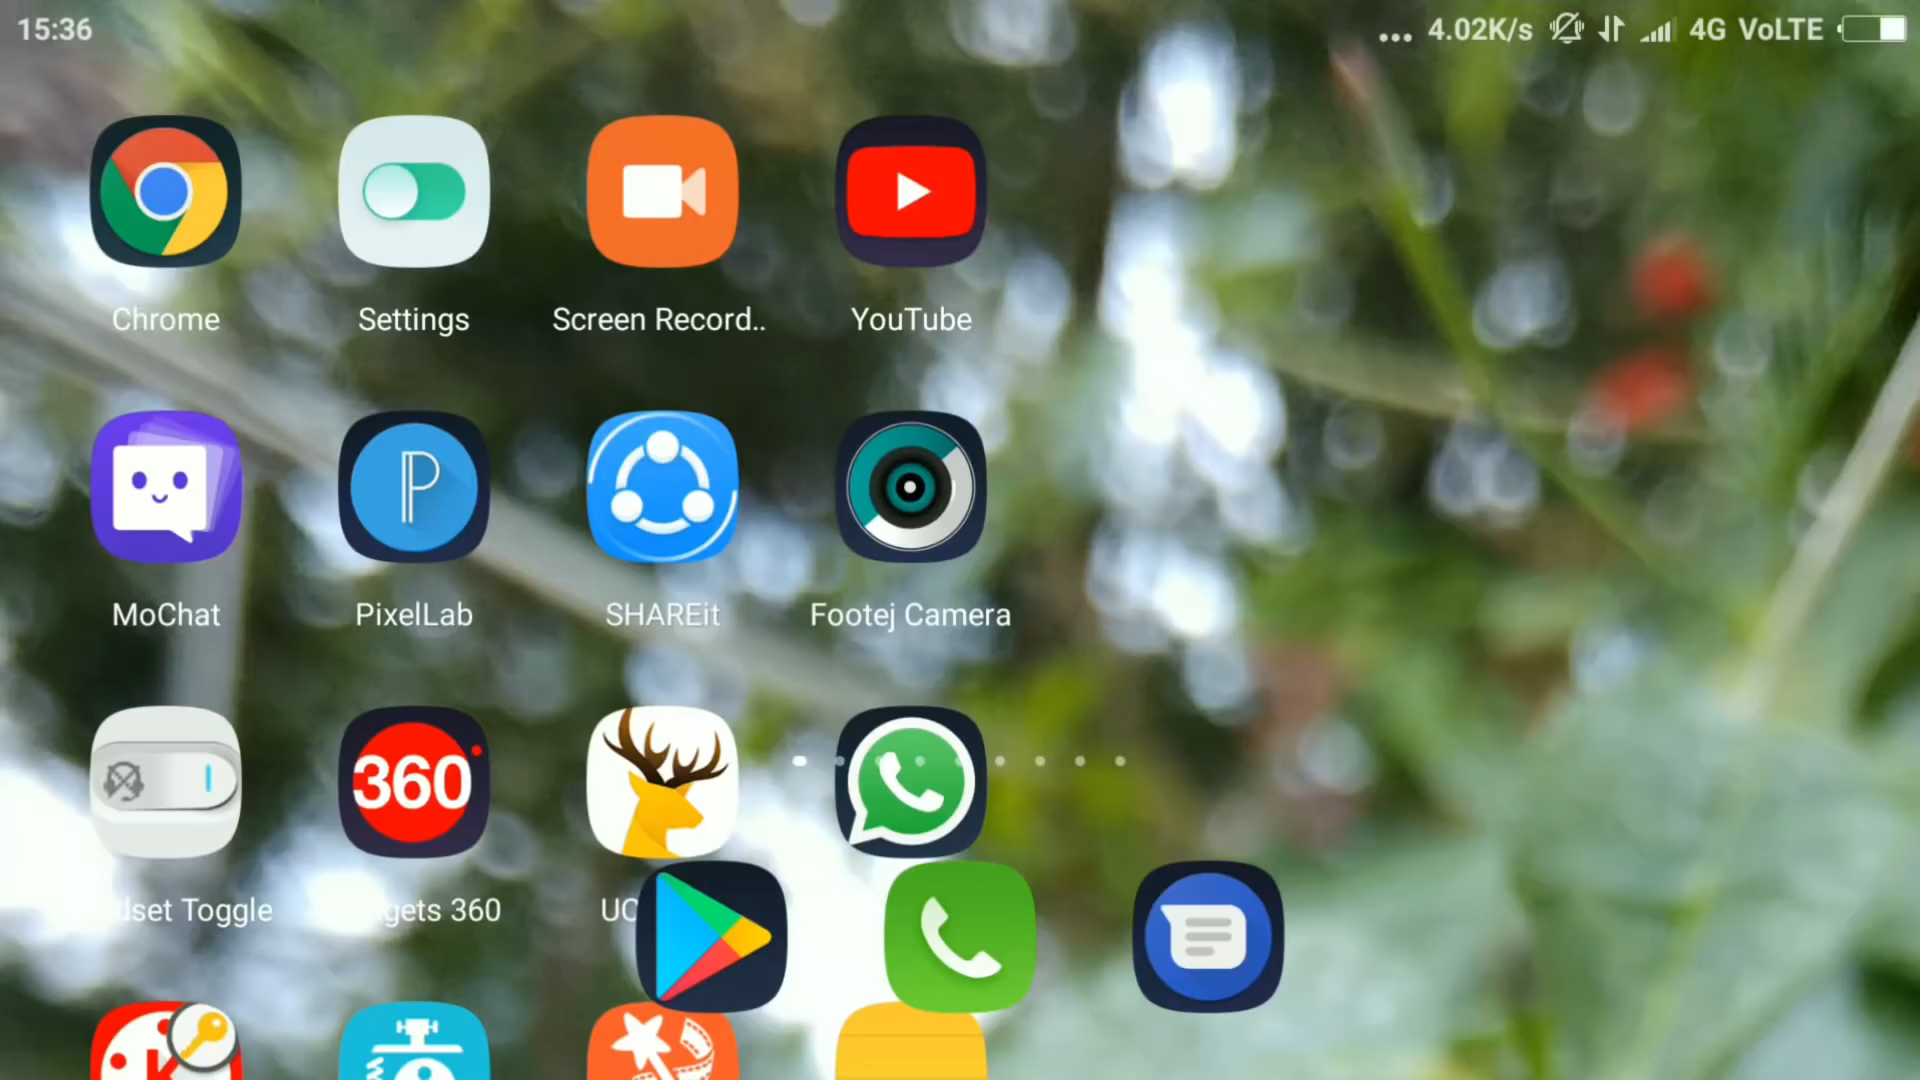 15:36 ... 4.02K/s 4G VoLTE
Chrome Settings Screen Record.. YouTube
P
MoChat PixelLab SHAREit Footej Camera
360
dset Toggle gets 360 UC
K